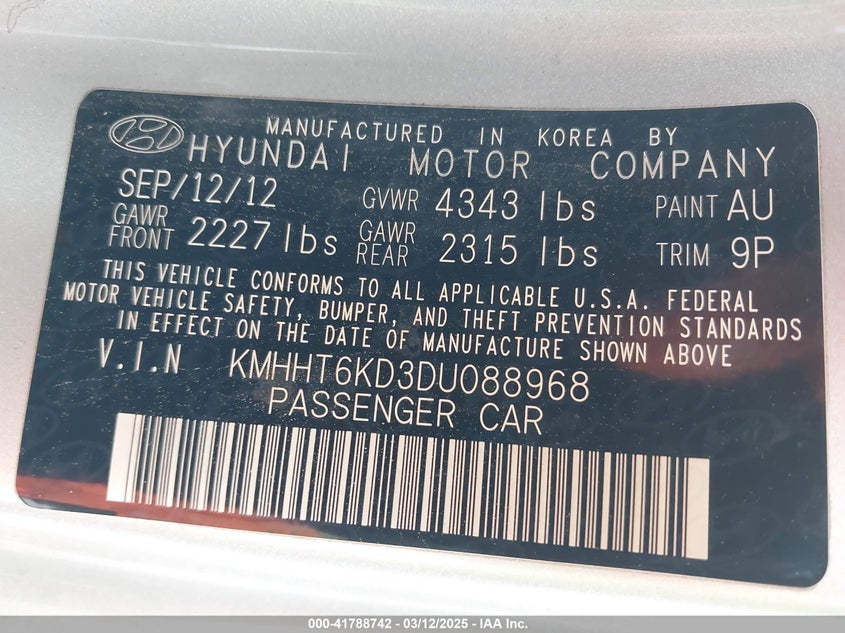 MANUFACTURED IN KOREA BY
HYUNDAI MOTOR COMPANY
SEP/12/12 GVWR 4343 lbs PAINT AU
GAWR FRONT 2227 lbs GAWR REAR 2315 lbs TRIM 9P
THIS VEHICLE CONFORMS TO ALL APPLICABLE U.S.A. FEDERAL
MOTOR VEHICLE SAFETY, BUMPER, AND THEFT PREVENTION STANDARDS
IN EFFECT ON THE DATE OF MANUFACTURE SHOWN ABOVE
V.I.N KMHHT6KD3DU088968
PASSENGER CAR
000-41788742 - 03/12/2025 - IAA Inc.